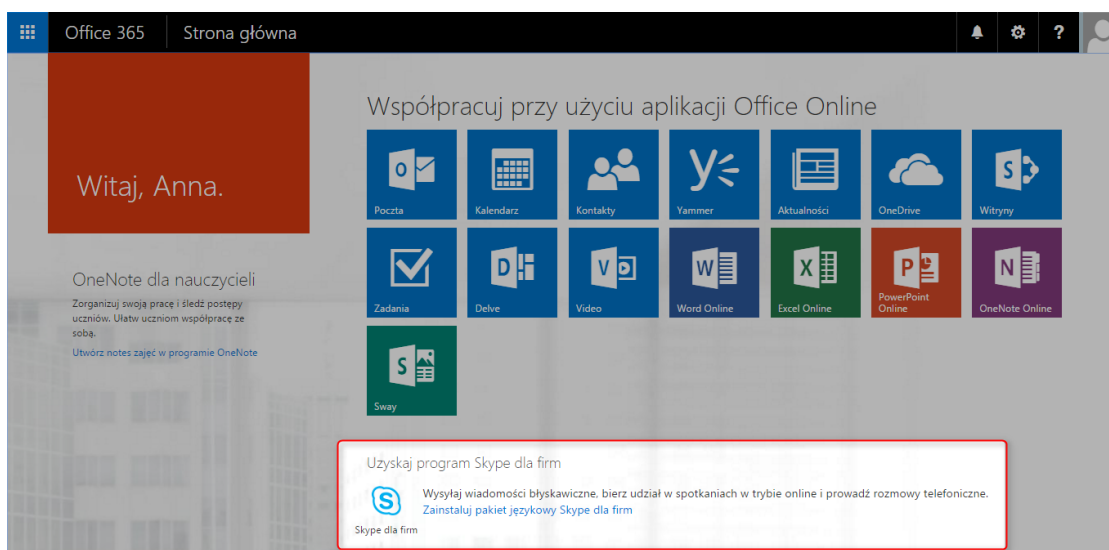 Office 365 Strona główna
?
Witaj, Anna.
OneNote dla nauczycieli
Zorganizuj swoją pracę i śledź postępy
uczniów. Ułatw uczniom współpracę ze
sobą.
Utwórz notes zajęć w programie OneNote
Współpracuj przy użyciu aplikacji Office Online
Poczta
Kalendarz
Kontakty
Yammer
Aktualności
OneDrive
Witryny
Zadania
Delve
Video
Word Online
Excel Online
PowerPoint
Online
OneNote Online
Sway
Uzyskaj program Skype dla firm
Wysyłaj wiadomości błyskawiczne, bierz udział w spotkaniach w trybie online i prowadź rozmowy telefoniczne.
Zainstaluj pakiet językowy Skype dla firm
Skype dla firm